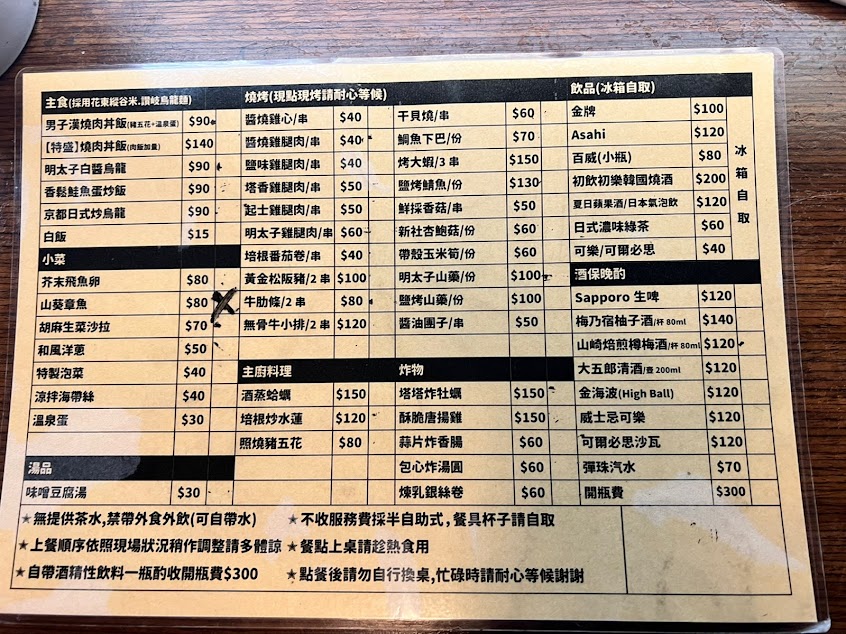 主食(採用花東縱谷米.讚岐烏龍麵)
男子漢燒肉丼飯(豬五花+溫泉蛋) $90
【特盛】燒肉丼飯(肉飯加量) $140
明太子白醬烏龍 $90
香鬆鮭魚蛋炒飯 $90
京都日式炒烏龍 $90
白飯 $15
小菜
芥末飛魚卵 $80
山葵章魚 $80
胡麻生菜沙拉 $70
和風洋蔥 $50
特製泡菜 $40
涼拌海帶絲 $40
溫泉蛋 $30
湯品
味噌豆腐湯 $30
燒烤(現點現烤請耐心等候)
醬燒雞心/串 $40
醬燒雞腿肉/串 $40
鹽味雞腿肉/串 $40
塔香雞腿肉/串 $50
起士雞腿肉/串 $50
明太子雞腿肉/串 $60
培根番茄卷/串 $40
黃金松阪豬/2串 $100
牛肋條/2串 $80
無骨牛小排/2串 $120
干貝燒/串 $60
鯛魚下巴/份 $70
烤大蝦/3串 $150
鹽烤鯖魚/份 $130
鮮採香菇/串 $50
新社杏鮑菇/份 $60
帶殼玉米筍/份 $60
明太子山藥/份 $100
鹽烤山藥/份 $100
醬油團子/串 $50
主廚料理
酒蒸蛤蠣 $150
培根炒水蓮 $120
照燒豬五花 $80
炸物
塔塔炸牡蠣 $150
酥脆唐揚雞 $150
蒜片炸香腸 $60
包心炸湯圓 $60
煉乳銀絲卷 $60
飲品(冰箱自取)
金牌 $100
Asahi $120
百威(小瓶) $80
初飲初樂韓國燒酒 $200
夏日蘋果酒/日本氣泡飲 $120
日式濃味綠茶 $60
可樂/可爾必思 $40
冰箱自取
酒保晚酌
Sapporo 生啤 $120
梅乃宿柚子酒/杯 80ml $140
山崎焙煎樽梅酒/杯 80ml $120
大五郎清酒/壹 200ml $120
金海波(High Ball) $120
威士忌可樂 $120
可爾必思沙瓦 $120
彈珠汽水 $70
開瓶費 $300
★無提供茶水,禁帶外食外飲(可自帶水)
★上餐順序依照現場狀況稍作調整請多體諒
★自帶酒精性飲料一瓶酌收開瓶費$300
★不收服務費採半自助式,餐具杯子請自取
★餐點上桌請趁熱食用
★點餐後請勿自行換桌,忙碌時請耐心等候謝謝